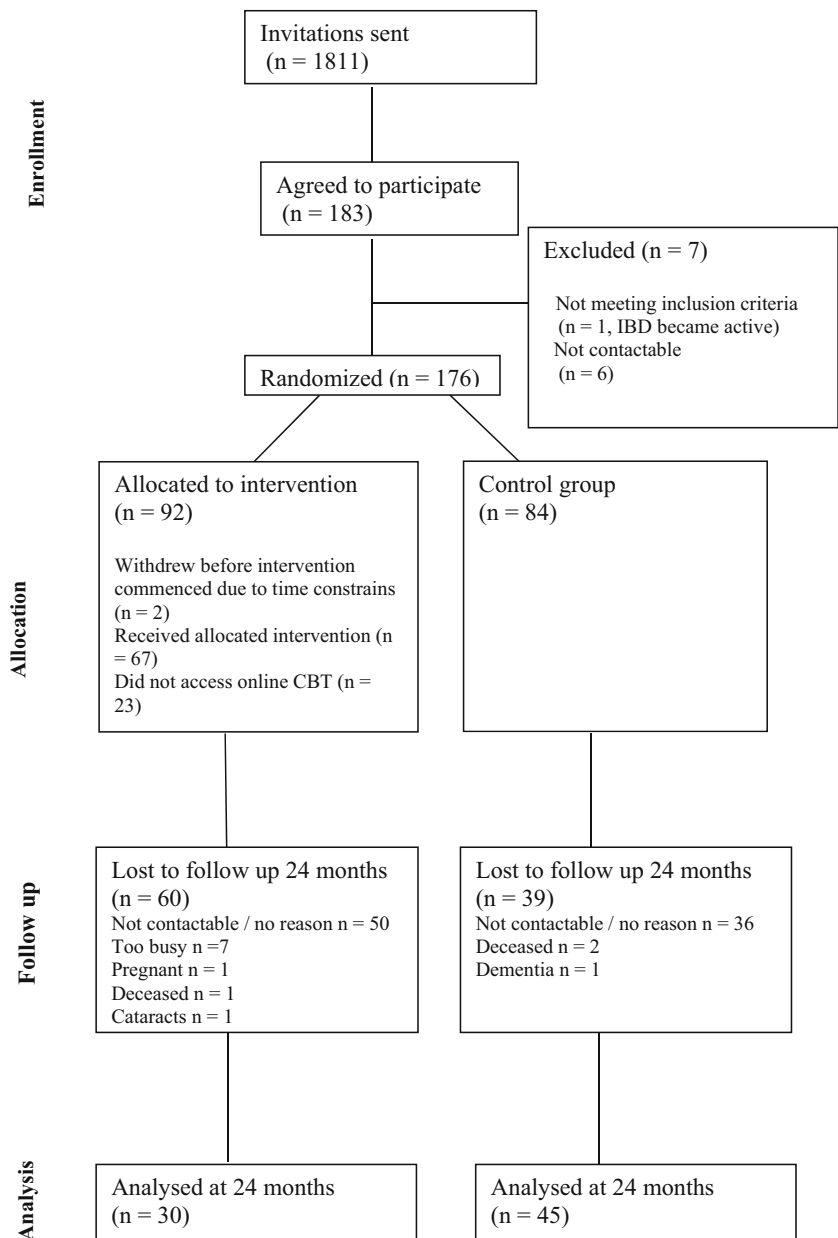 Enrollment
Invitations sent
(n = 1811)
Agreed to participate
(n = 183)
Excluded (n = 7)
Not meeting inclusion criteria
(n = 1, IBD became active)
Not contactable
(n = 6)
Randomized (n = 176)
Allocation
Allocated to intervention
(n = 92)
Withdrew before intervention
commenced due to time constrains
(n = 2)
Received allocated intervention (n
= 67)
Did not access online CBT (n =
23)
Control group
(n = 84)
Follow up
Lost to follow up 24 months
(n = 60)
Not contactable / no reason n = 50
Too busy n =7
Pregnant n = 1
Deceased n = 1
Cataracts n = 1
Lost to follow up 24 months
(n = 39)
Not contactable / no reason n = 36
Deceased n = 2
Dementia n = 1
Analysis
Analysed at 24 months
(n = 30)
Analysed at 24 months
(n = 45)